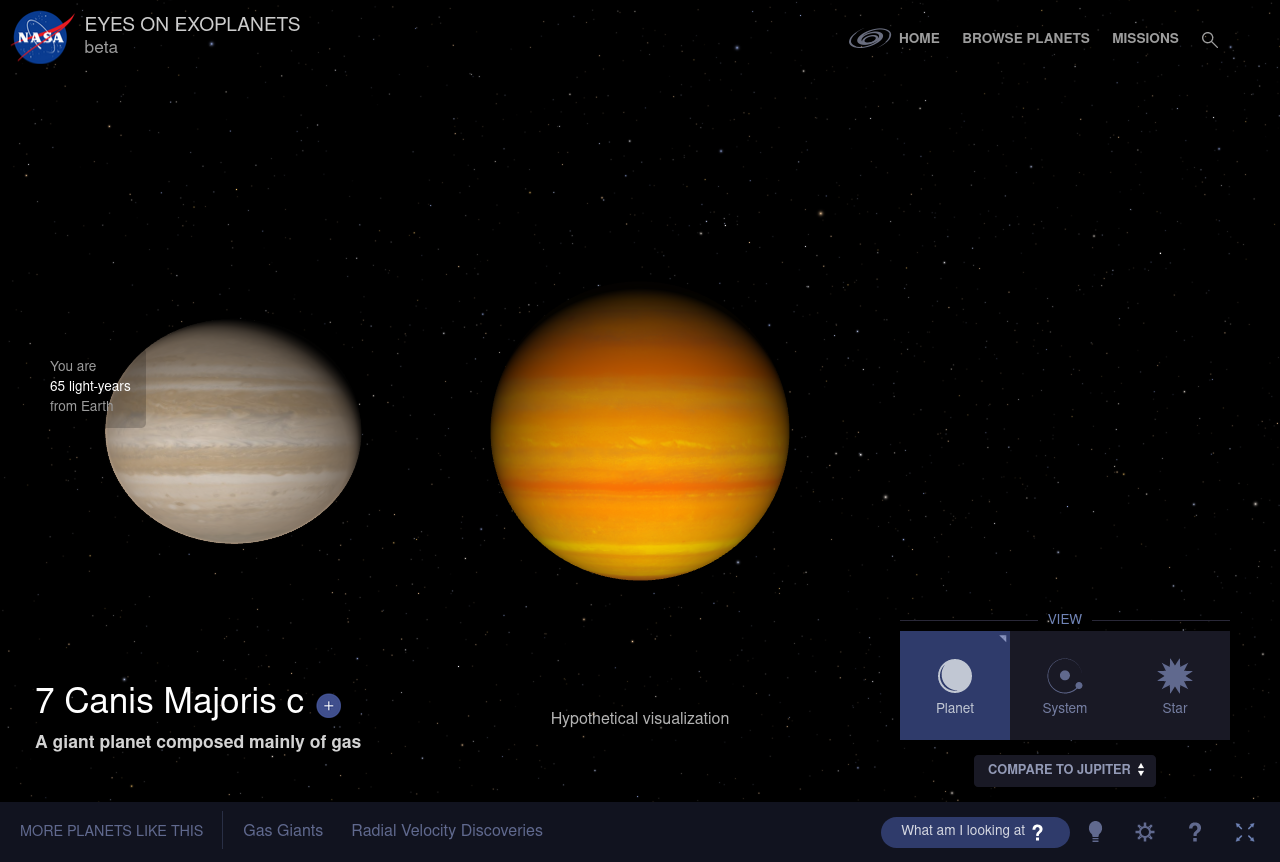 NASA
EYES ON EXOPLANETS
beta
HOME
BROWSE PLANETS
MISSIONS
You are
65 light-years
from Earth
7 Canis Majoris c +
A giant planet composed mainly of gas
Hypothetical visualization
VIEW
Planet
System
Star
COMPARE TO JUPITER
MORE PLANETS LIKE THIS
Gas Giants
Radial Velocity Discoveries
What am I looking at ?
?